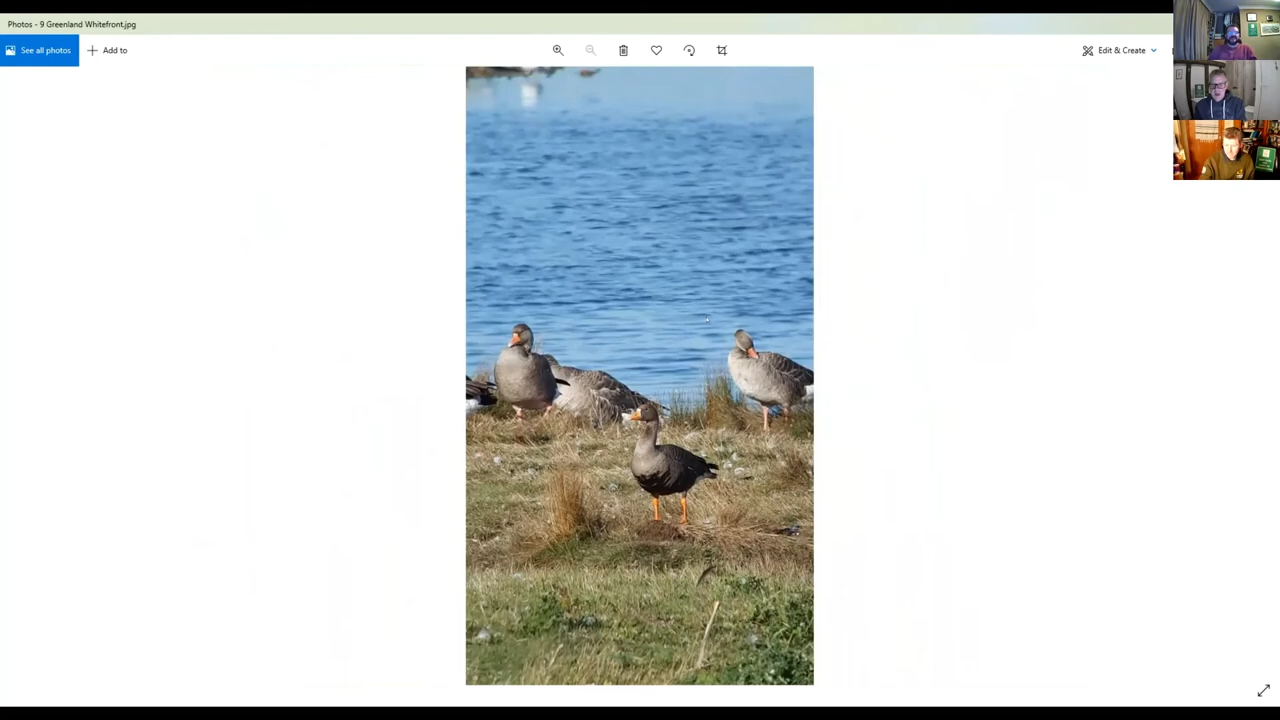 Photos - 9 Greenland Whitefront.jpg
See all photos
Add to
Edit & Create